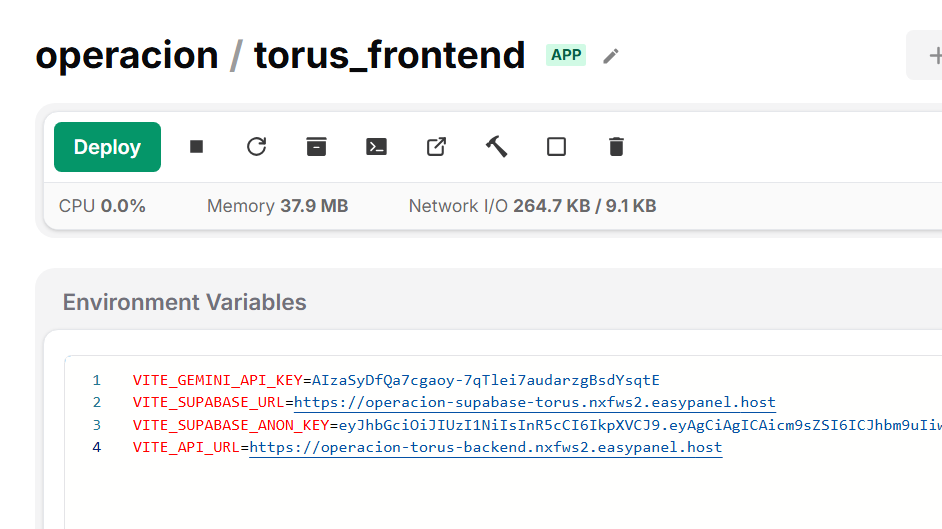 operacion / torus_frontend APP
Deploy
CPU 0.0% Memory 37.9 MB Network I/O 264.7 KB / 9.1 KB
Environment Variables
1 VITE_GEMINI_API_KEY=AIzaSyDfQa7cgaoy-7qTlei7audarzgBsdYsqtE
2 VITE_SUPABASE_URL=https://operacion-supabase-torus.nxfws2.easypanel.host
3 VITE_SUPABASE_ANON_KEY=eyJhbGciOiJIUzI1NiIsInR5cCI6IkpXVCJ9.eyAgCiAgICAicm9sZSI6ICJhbm9uIiw
4 VITE_API_URL=https://operacion-torus-backend.nxfws2.easypanel.host